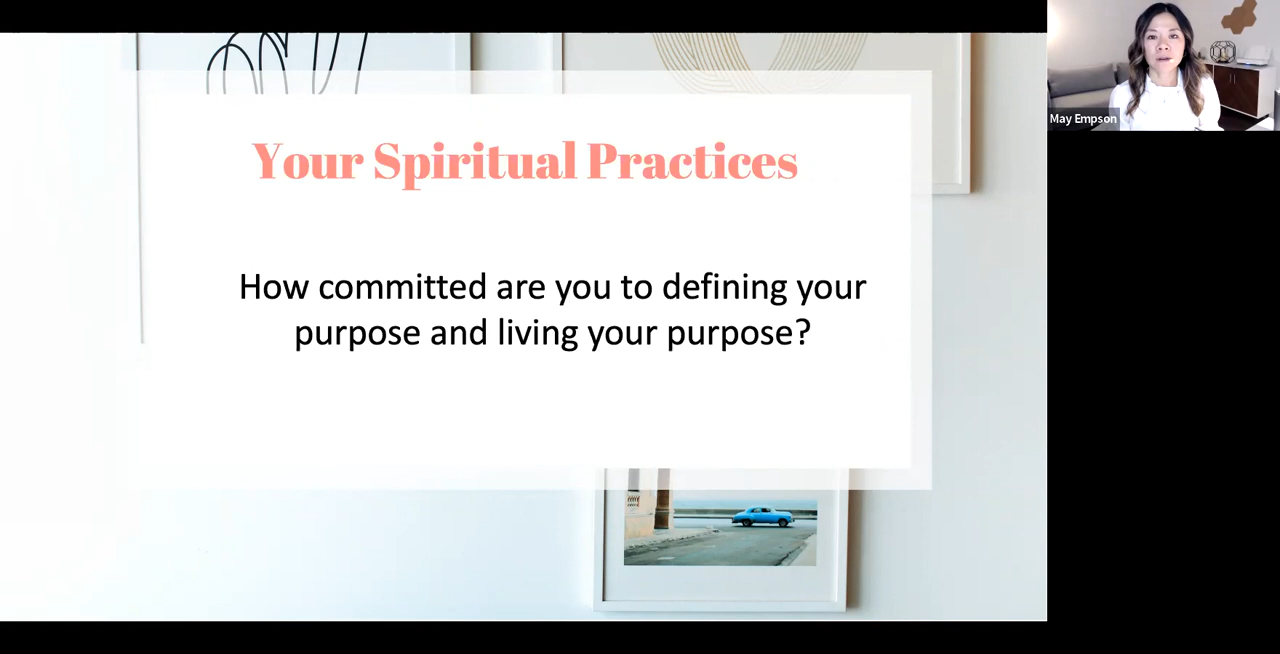 Your Spiritual Practices
How committed are you to defining your
purpose and living your purpose?
May Empson